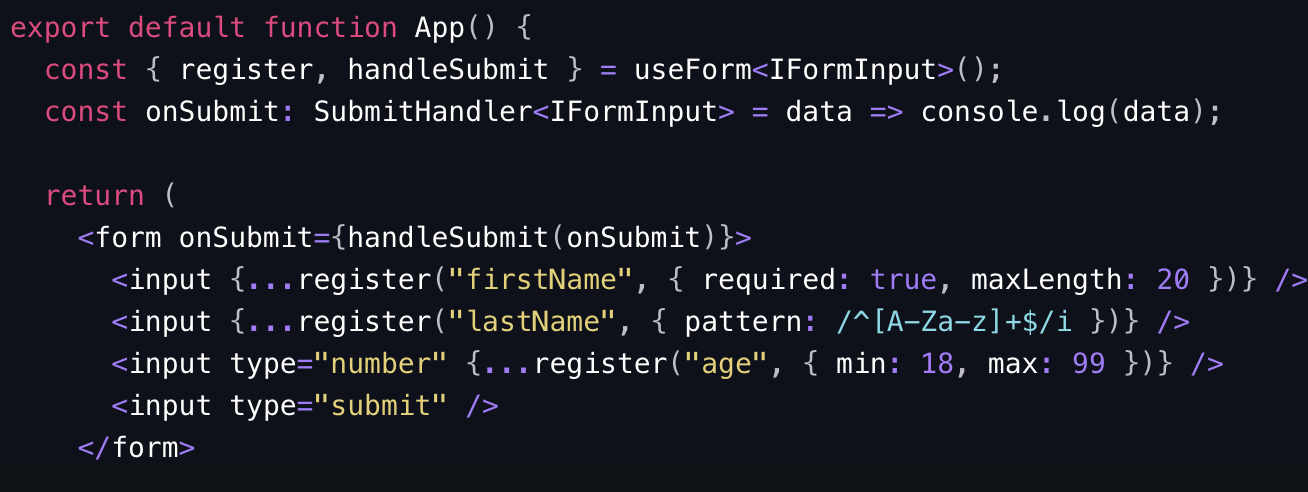 export default function App() {
  const { register, handleSubmit } = useForm<IFormInput>();
  const onSubmit: SubmitHandler<IFormInput> = data => console.log(data);

  return (
    <form onSubmit={handleSubmit(onSubmit)}>
      <input {...register("firstName", { required: true, maxLength: 20 })} />
      <input {...register("lastName", { pattern: /^[A-Za-z]+$/i })} />
      <input type="number" {...register("age", { min: 18, max: 99 })} />
      <input type="submit" />
    </form>